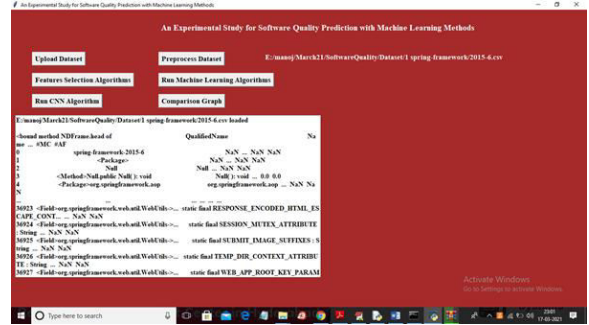 An Experimental Study for Software Quality Prediction with Machine Learning Methods
An Experimental Study for Software Quality Prediction with Machine Learning Methods
Upload Dataset
Preprocess Dataset
E:/manoj/March21/SoftwareQuality/Dataset/1 spring-framework/2015-6.csv
Features Selection Algorithms
Run Machine Learning Algorithms
Run CNN Algorithm
Comparison Graph
E:/manoj/March21/SoftwareQuality/Dataset/1 spring-framework/2015-6.csv loaded
<bound method NDFrame.head of QualifiedName Na
me ... #MC #AF
0 spring-framework-2015-6 NaN ... NaN NaN
1 <Package> NaN ... NaN NaN
2 Null Null ... NaN NaN
3 <Method>Null.public Null( ): void Null( ): void ... 0.0 0.0
4 <Package>org.springframework.aop org.springframework.aop ... NaN Na
N
... ... ... ... ... ...
36923 <Field>org.springframework.web.util.WebUtils->... static final RESPONSE_ENCODED_HTML_ES
CAPE_CONT... ... NaN NaN
36924 <Field>org.springframework.web.util.WebUtils->... static final SESSION_MUTEX_ATTRIBUTE
: String ... NaN NaN
36925 <Field>org.springframework.web.util.WebUtils->... static final SUBMIT_IMAGE_SUFFIXES : S
tring ... NaN NaN
36926 <Field>org.springframework.web.util.WebUtils->... static final TEMP_DIR_CONTEXT_ATTRIBU
TE : String ... NaN NaN
36927 <Field>org.springframework.web.util.WebUtils->... static final WEB_APP_ROOT_KEY_PARAM
Activate Windows
Go to Settings to activate Windows.
Type here to search
23:01
17-03-2021